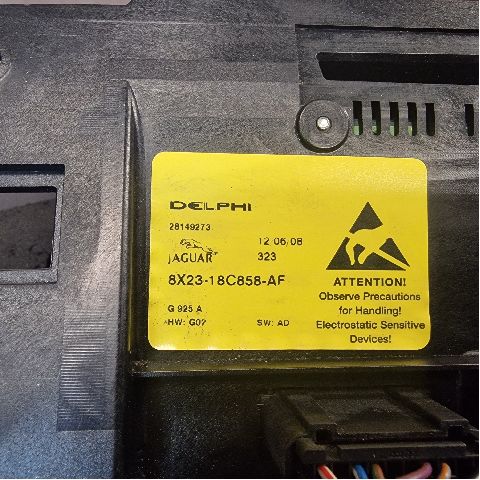 DELPHI
28149273
12.06.08
JAGUAR 323
8X23-18C858-AF
G 925 A
HW: G02 SW: AD
ATTENTION!
Observe Precautions
for Handling!
Electrostatic Sensitive
Devices!